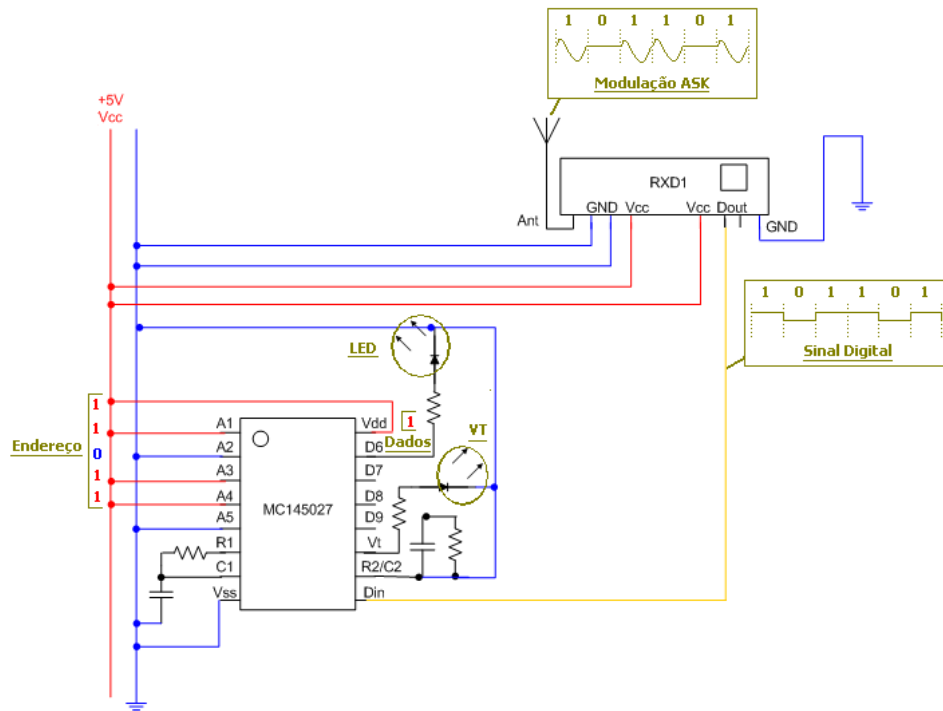 1 0 1 1 0 1
Modulação ASK
+5V
Vcc
RXD1
GND Vcc
Vcc Dout
Ant
GND
1 0 1 1 0 1
Sinal Digital
LED
1
Dados
VT
Endereço
1
1
0
1
1
A1
A2
A3
A4
A5
R1
C1
Vss
MC145027
Vdd
D6
D7
D8
D9
Vt
R2/C2
Din